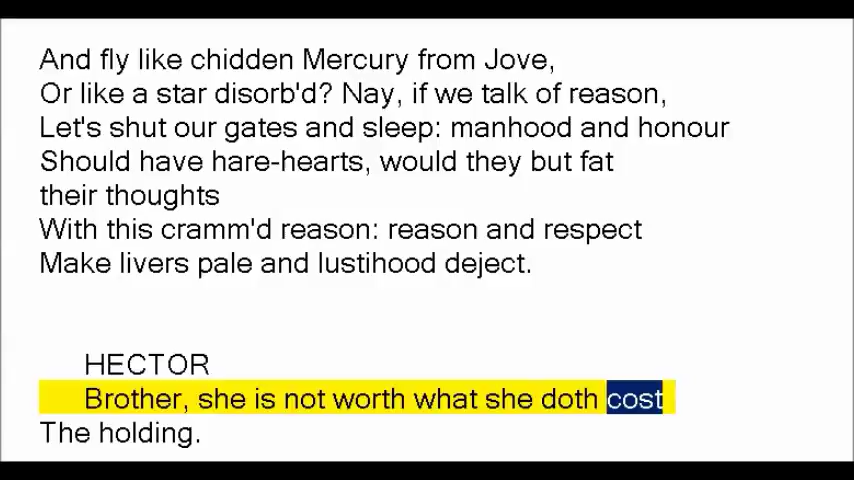 And fly like chidden Mercury from Jove,
Or like a star disorb'd? Nay, if we talk of reason,
Let's shut our gates and sleep: manhood and honour
Should have hare-hearts, would they but fat
their thoughts
With this cramm'd reason: reason and respect
Make livers pale and lustihood deject.
HECTOR
Brother, she is not worth what she doth cost
The holding.